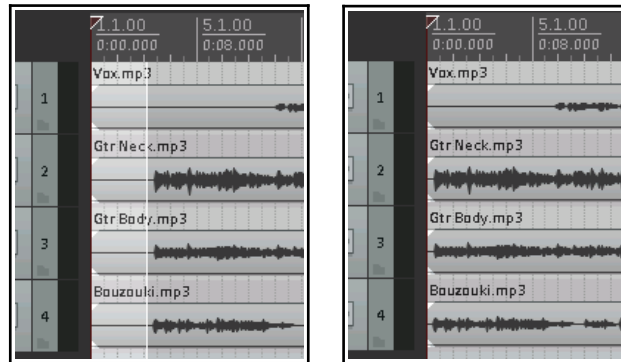 1.1.00 5.1.00
0:00.000 0:08.000
Vox.mp3
1
Gtr Neck.mp3
2
Gtr Body.mp3
3
Bouzouki.mp3
4
1.1.00 5.1.00
0:00.000 0:08.000
Vox.mp3
1
Gtr Neck.mp3
2
Gtr Body.mp3
3
Bouzouki.mp3
4